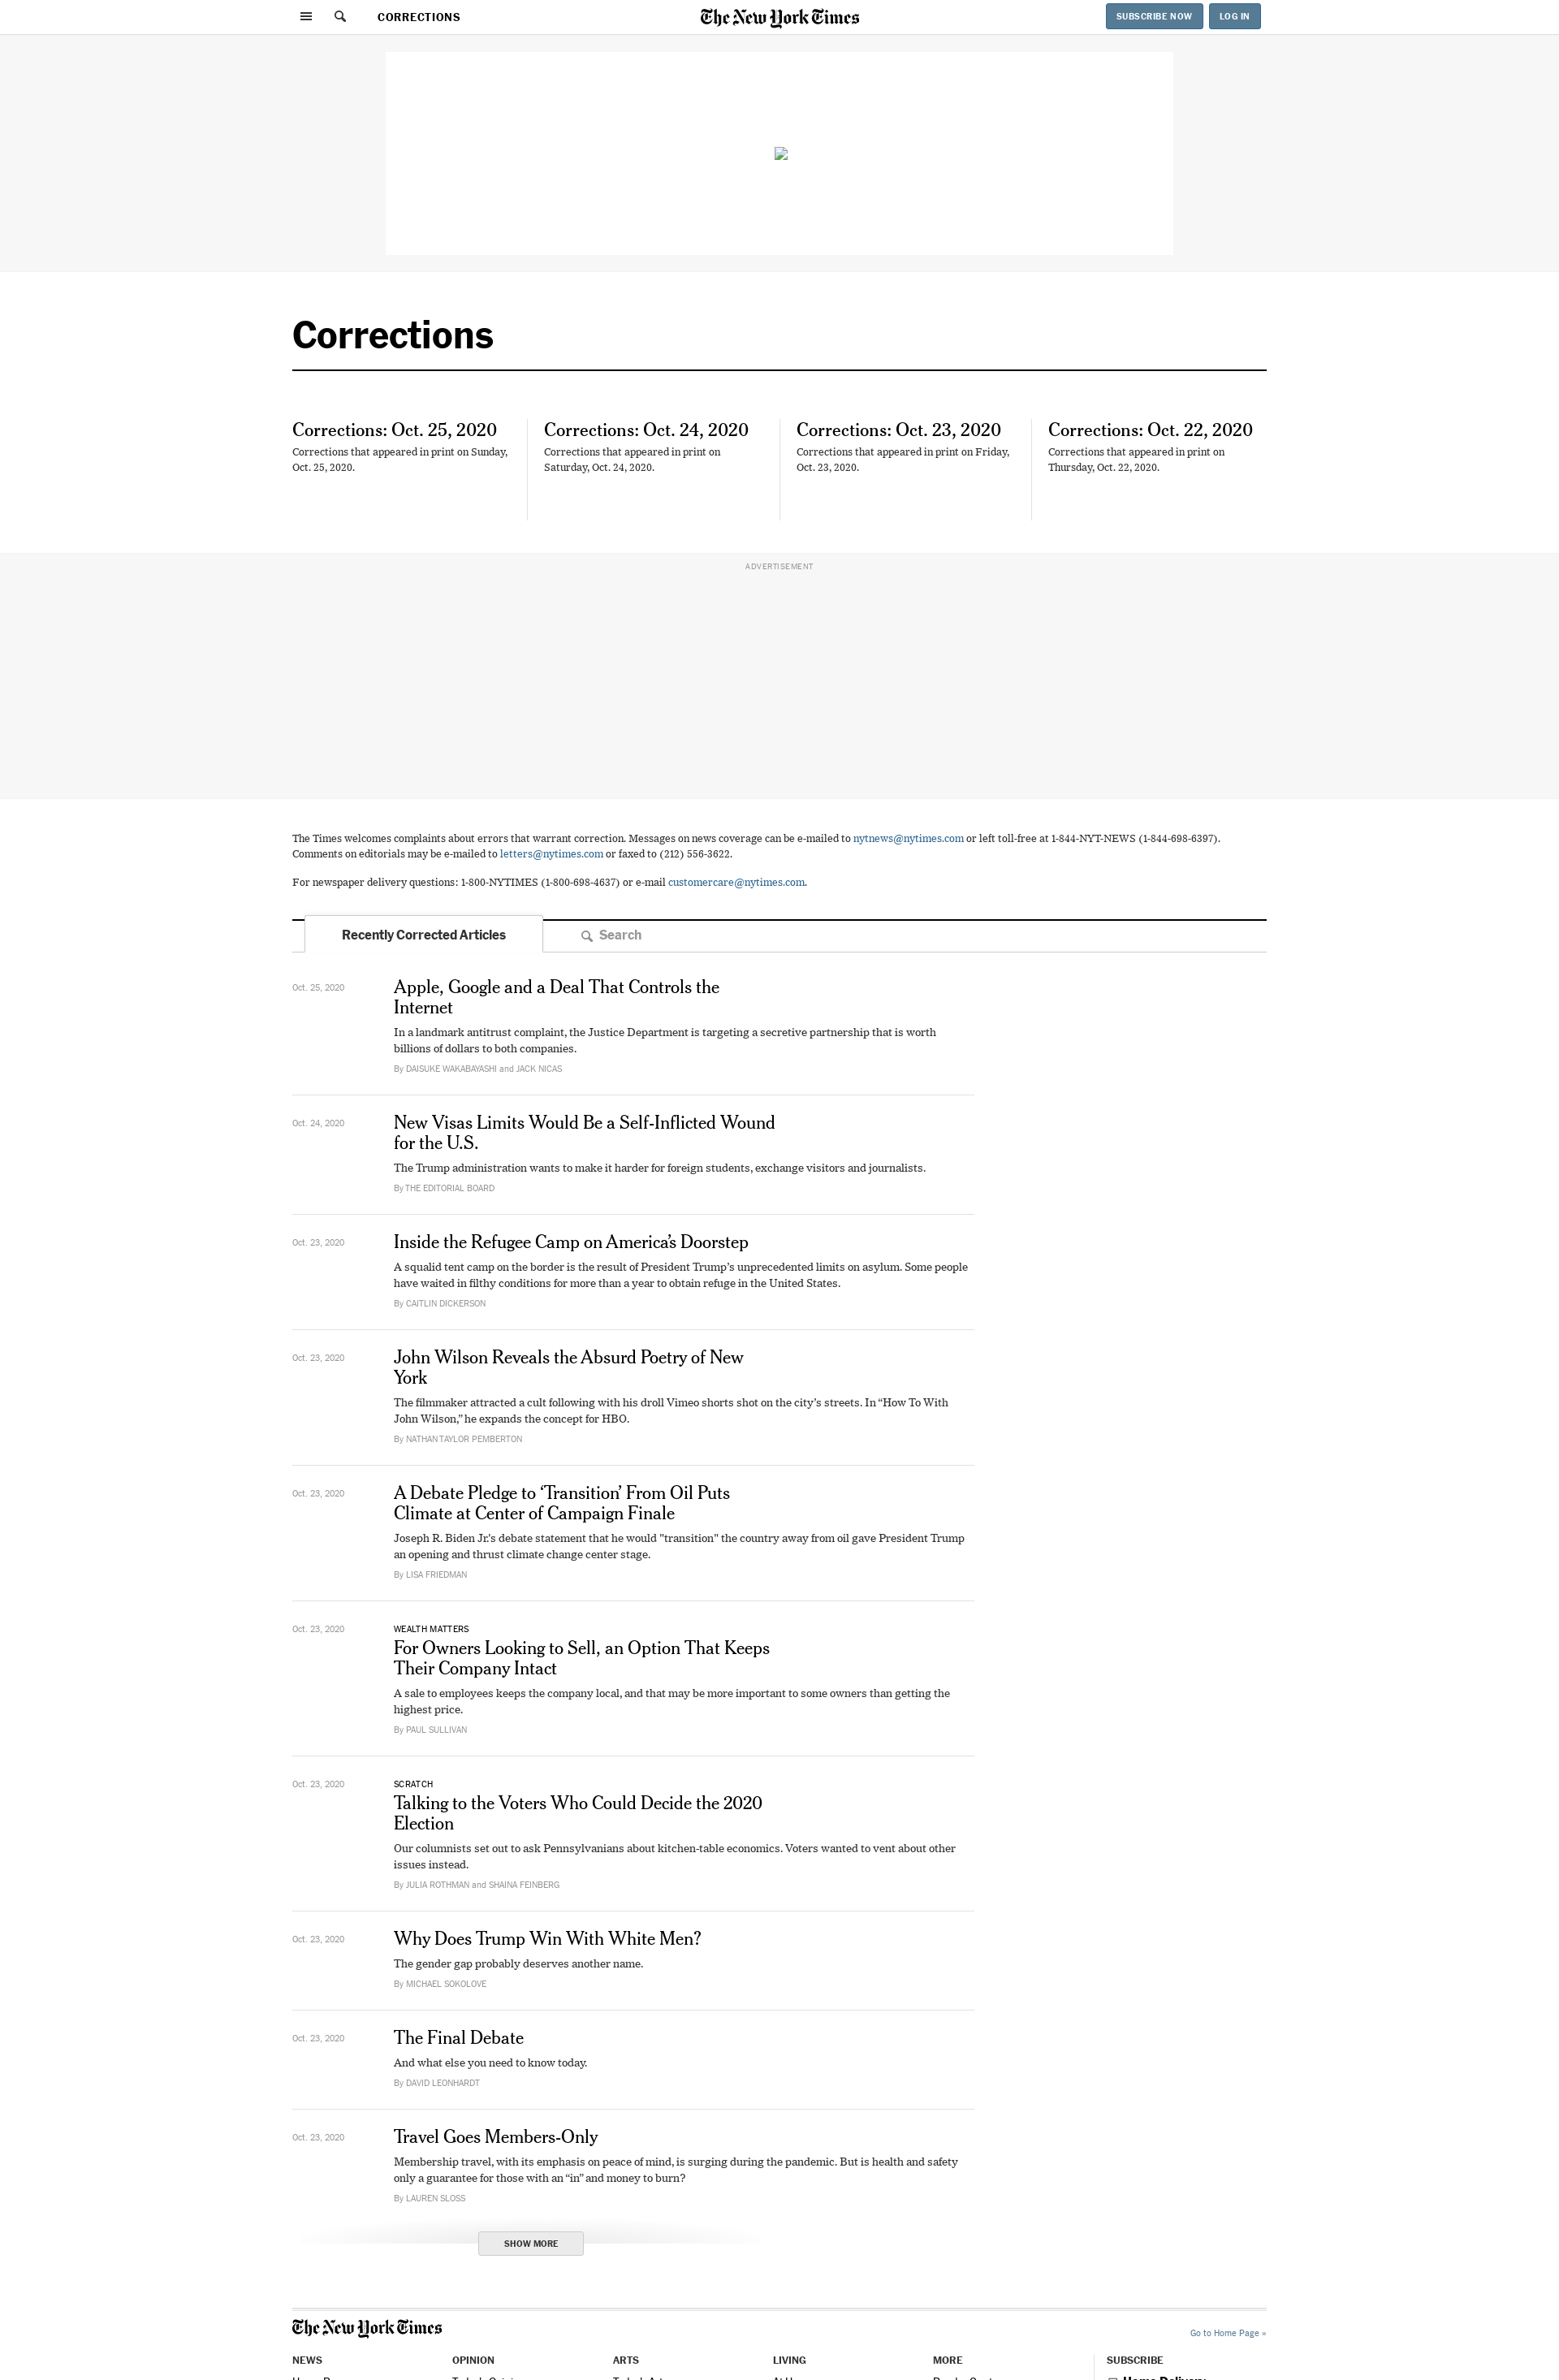 CORRECTIONS
The New York Times
SUBSCRIBE NOW
LOG IN
Corrections
Corrections: Oct. 25, 2020
Corrections that appeared in print on Sunday,
Oct. 25, 2020.
Corrections: Oct. 24, 2020
Corrections that appeared in print on
Saturday, Oct. 24, 2020.
Corrections: Oct. 23, 2020
Corrections that appeared in print on Friday,
Oct. 23, 2020.
Corrections: Oct. 22, 2020
Corrections that appeared in print on
Thursday, Oct. 22, 2020.
ADVERTISEMENT
The Times welcomes complaints about errors that warrant correction. Messages on news coverage can be e-mailed to nytnews@nytimes.com or left toll-free at 1-844-NYT-NEWS (1-844-698-6397).
Comments on editorials may be e-mailed to letters@nytimes.com or faxed to (212) 556-3622.
For newspaper delivery questions: 1-800-NYTIMES (1-800-698-4637) or e-mail customercare@nytimes.com.
Recently Corrected Articles
Search
Oct. 25, 2020
Apple, Google and a Deal That Controls the
Internet
In a landmark antitrust complaint, the Justice Department is targeting a secretive partnership that is worth
billions of dollars to both companies.
By DAISUKE WAKABAYASHI and JACK NICAS
Oct. 24, 2020
New Visas Limits Would Be a Self-Inflicted Wound
for the U.S.
The Trump administration wants to make it harder for foreign students, exchange visitors and journalists.
By THE EDITORIAL BOARD
Oct. 23, 2020
Inside the Refugee Camp on America’s Doorstep
A squalid tent camp on the border is the result of President Trump’s unprecedented limits on asylum. Some people
have waited in filthy conditions for more than a year to obtain refuge in the United States.
By CAITLIN DICKERSON
Oct. 23, 2020
John Wilson Reveals the Absurd Poetry of New
York
The filmmaker attracted a cult following with his droll Vimeo shorts shot on the city’s streets. In “How To With
John Wilson,” he expands the concept for HBO.
By NATHAN TAYLOR PEMBERTON
Oct. 23, 2020
A Debate Pledge to ‘Transition’ From Oil Puts
Climate at Center of Campaign Finale
Joseph R. Biden Jr.'s debate statement that he would "transition" the country away from oil gave President Trump
an opening and thrust climate change center stage.
By LISA FRIEDMAN
Oct. 23, 2020
WEALTH MATTERS
For Owners Looking to Sell, an Option That Keeps
Their Company Intact
A sale to employees keeps the company local, and that may be more important to some owners than getting the
highest price.
By PAUL SULLIVAN
Oct. 23, 2020
SCRATCH
Talking to the Voters Who Could Decide the 2020
Election
Our columnists set out to ask Pennsylvanians about kitchen-table economics. Voters wanted to vent about other
issues instead.
By JULIA ROTHMAN and SHAINA FEINBERG
Oct. 23, 2020
Why Does Trump Win With White Men?
The gender gap probably deserves another name.
By MICHAEL SOKOLOVE
Oct. 23, 2020
The Final Debate
And what else you need to know today.
By DAVID LEONHARDT
Oct. 23, 2020
Travel Goes Members-Only
Membership travel, with its emphasis on peace of mind, is surging during the pandemic. But is health and safety
only a guarantee for those with an “in” and money to burn?
By LAUREN SLOSS
SHOW MORE
The New York Times
Go to Home Page »
NEWS
OPINION
ARTS
LIVING
MORE
SUBSCRIBE
Home Delivery